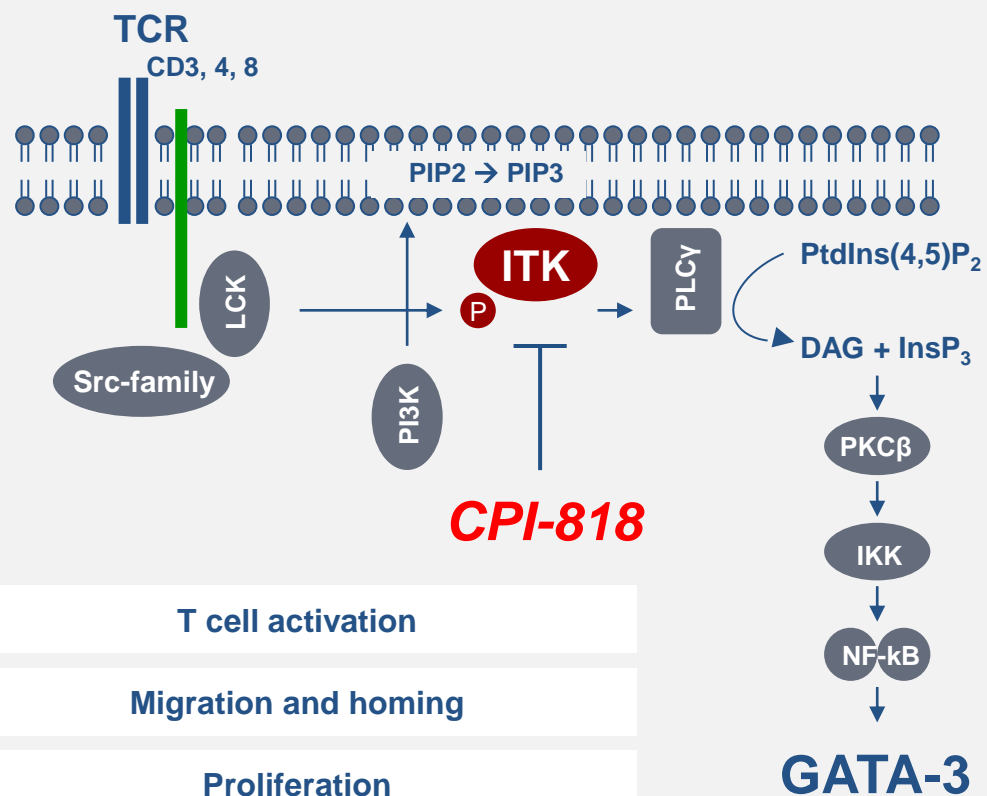 TCR
CD3, 4, 8
PIP2 → PIP3
ITK
P
PLCγ
PtdIns(4,5)P₂
LCK
DAG + InsP₃
Src-family
PI3K
PKCβ
CPI-818
IKK
T cell activation
NF-kB
Migration and homing
GATA-3
Proliferation